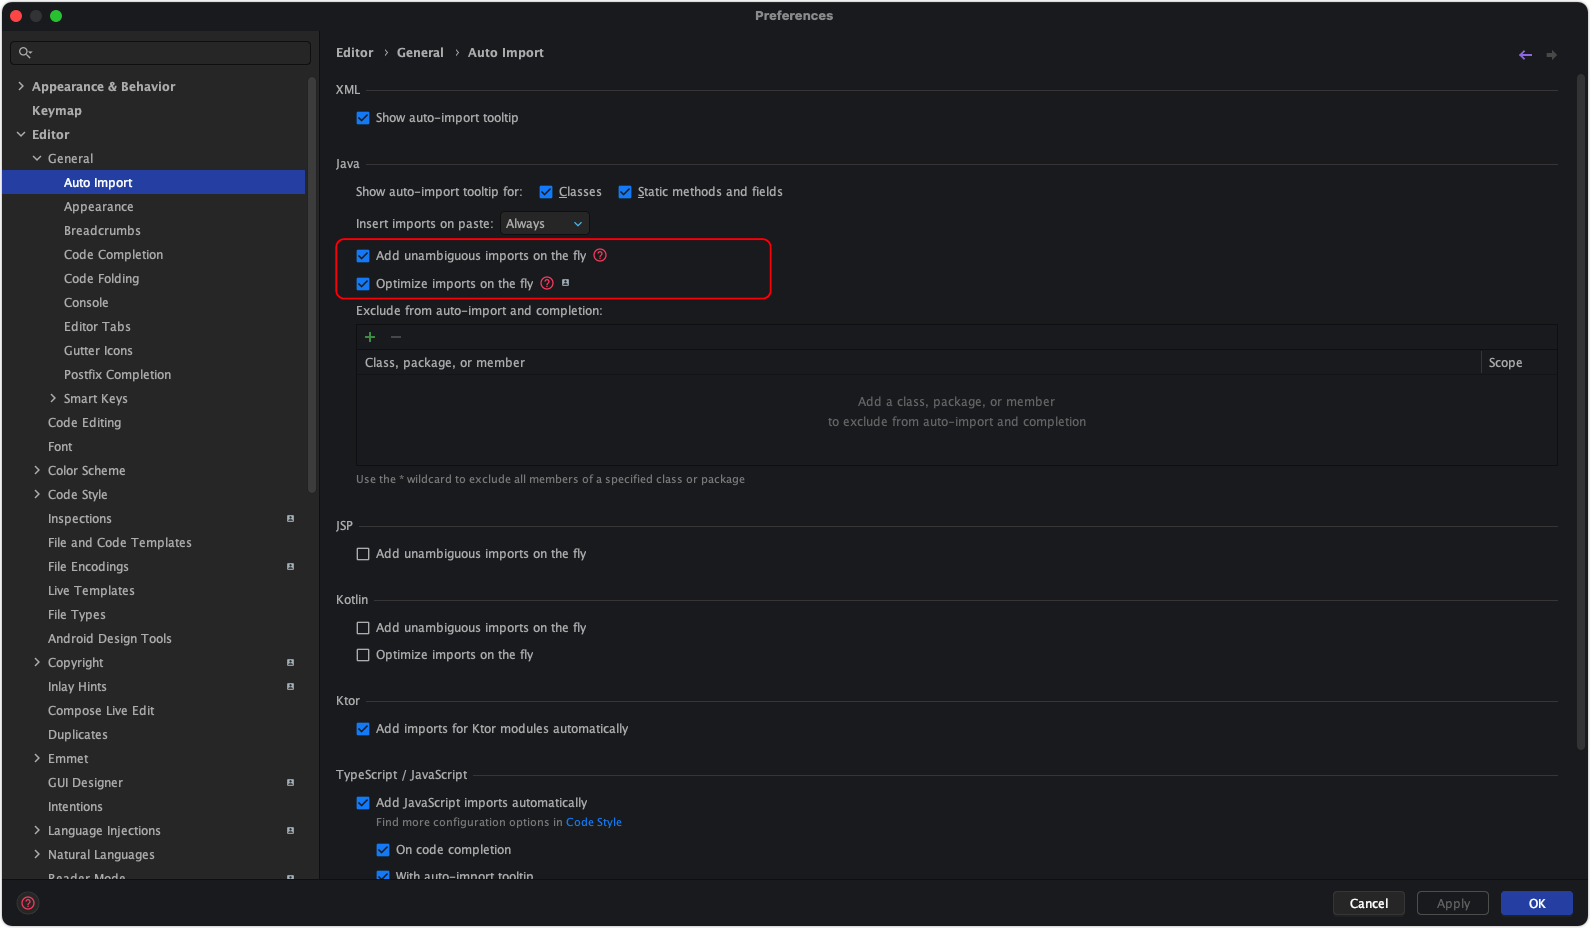 Preferences
Appearance & Behavior
Keymap
Editor
General
Auto Import
Appearance
Breadcrumbs
Code Completion
Code Folding
Console
Editor Tabs
Gutter Icons
Postfix Completion
Smart Keys
Code Editing
Font
Color Scheme
Code Style
Inspections
File and Code Templates
File Encodings
Live Templates
File Types
Android Design Tools
Copyright
Inlay Hints
Compose Live Edit
Duplicates
Emmet
GUI Designer
Intentions
Language Injections
Natural Languages
Reader Mode
Editor › General › Auto Import
XML
Show auto-import tooltip
Java
Show auto-import tooltip for: Classes Static methods and fields
Insert imports on paste: Always
Add unambiguous imports on the fly ?
Optimize imports on the fly ?
Exclude from auto-import and completion:
+ −
Class, package, or member Scope
Add a class, package, or member
to exclude from auto-import and completion
Use the * wildcard to exclude all members of a specified class or package
JSP
Add unambiguous imports on the fly
Kotlin
Add unambiguous imports on the fly
Optimize imports on the fly
Ktor
Add imports for Ktor modules automatically
TypeScript / JavaScript
Add JavaScript imports automatically
Find more configuration options in Code Style
On code completion
With auto-import tooltip
? Cancel Apply OK